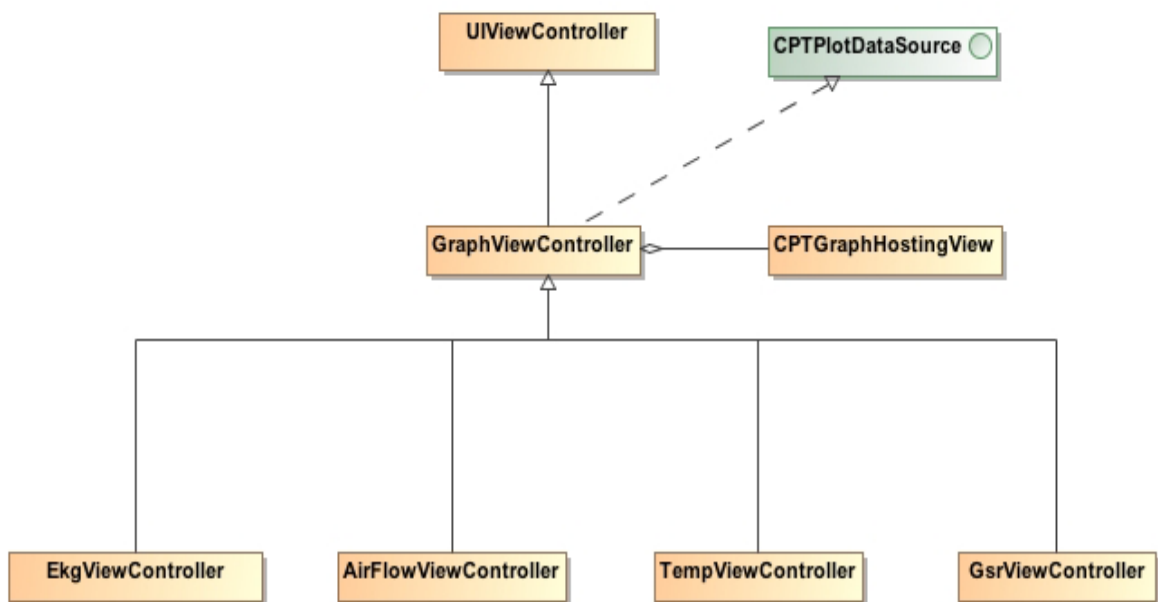 UIViewController
CPTPlotDataSource
GraphViewController
CPTGraphHostingView
EkgViewController
AirFlowViewController
TempViewController
GsrViewController